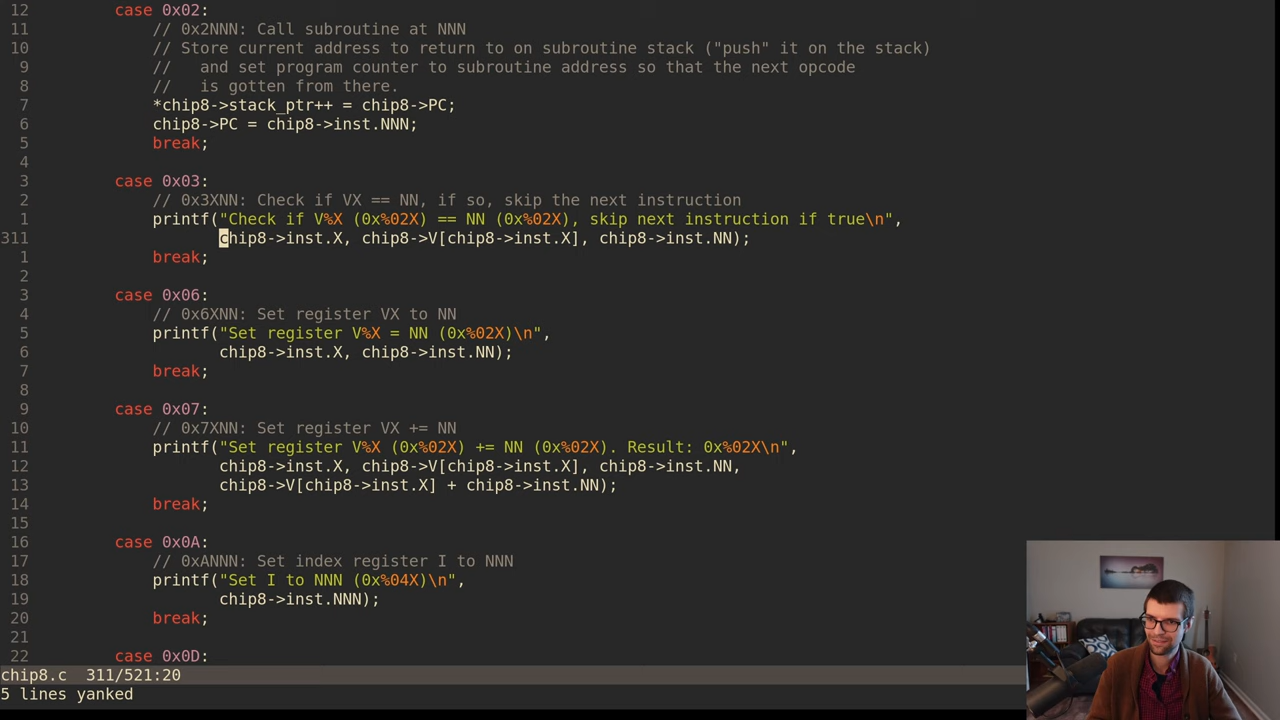 12         case 0x02:
11             // 0x2NNN: Call subroutine at NNN
10             // Store current address to return to on subroutine stack ("push" it on the stack)
 9             //   and set program counter to subroutine address so that the next opcode
 8             //   is gotten from there.
 7             *chip8->stack_ptr++ = chip8->PC;
 6             chip8->PC = chip8->inst.NNN;
 5             break;
 4
 3         case 0x03:
 2             // 0x3XNN: Check if VX == NN, if so, skip the next instruction
 1             printf("Check if V%X (0x%02X) == NN (0x%02X), skip next instruction if true\n",
311                    chip8->inst.X, chip8->V[chip8->inst.X], chip8->inst.NN);
 1             break;
 2
 3         case 0x06:
 4             // 0x6XNN: Set register VX to NN
 5             printf("Set register V%X = NN (0x%02X)\n",
 6                    chip8->inst.X, chip8->inst.NN);
 7             break;
 8
 9         case 0x07:
10             // 0x7XNN: Set register VX += NN
11             printf("Set register V%X (0x%02X) += NN (0x%02X). Result: 0x%02X\n",
12                    chip8->inst.X, chip8->V[chip8->inst.X], chip8->inst.NN,
13                    chip8->V[chip8->inst.X] + chip8->inst.NN);
14             break;
15
16         case 0x0A:
17             // 0xANNN: Set index register I to NNN
18             printf("Set I to NNN (0x%04X)\n",
19                    chip8->inst.NNN);
20             break;
21
22         case 0x0D:
chip8.c  311/521:20
5 lines yanked